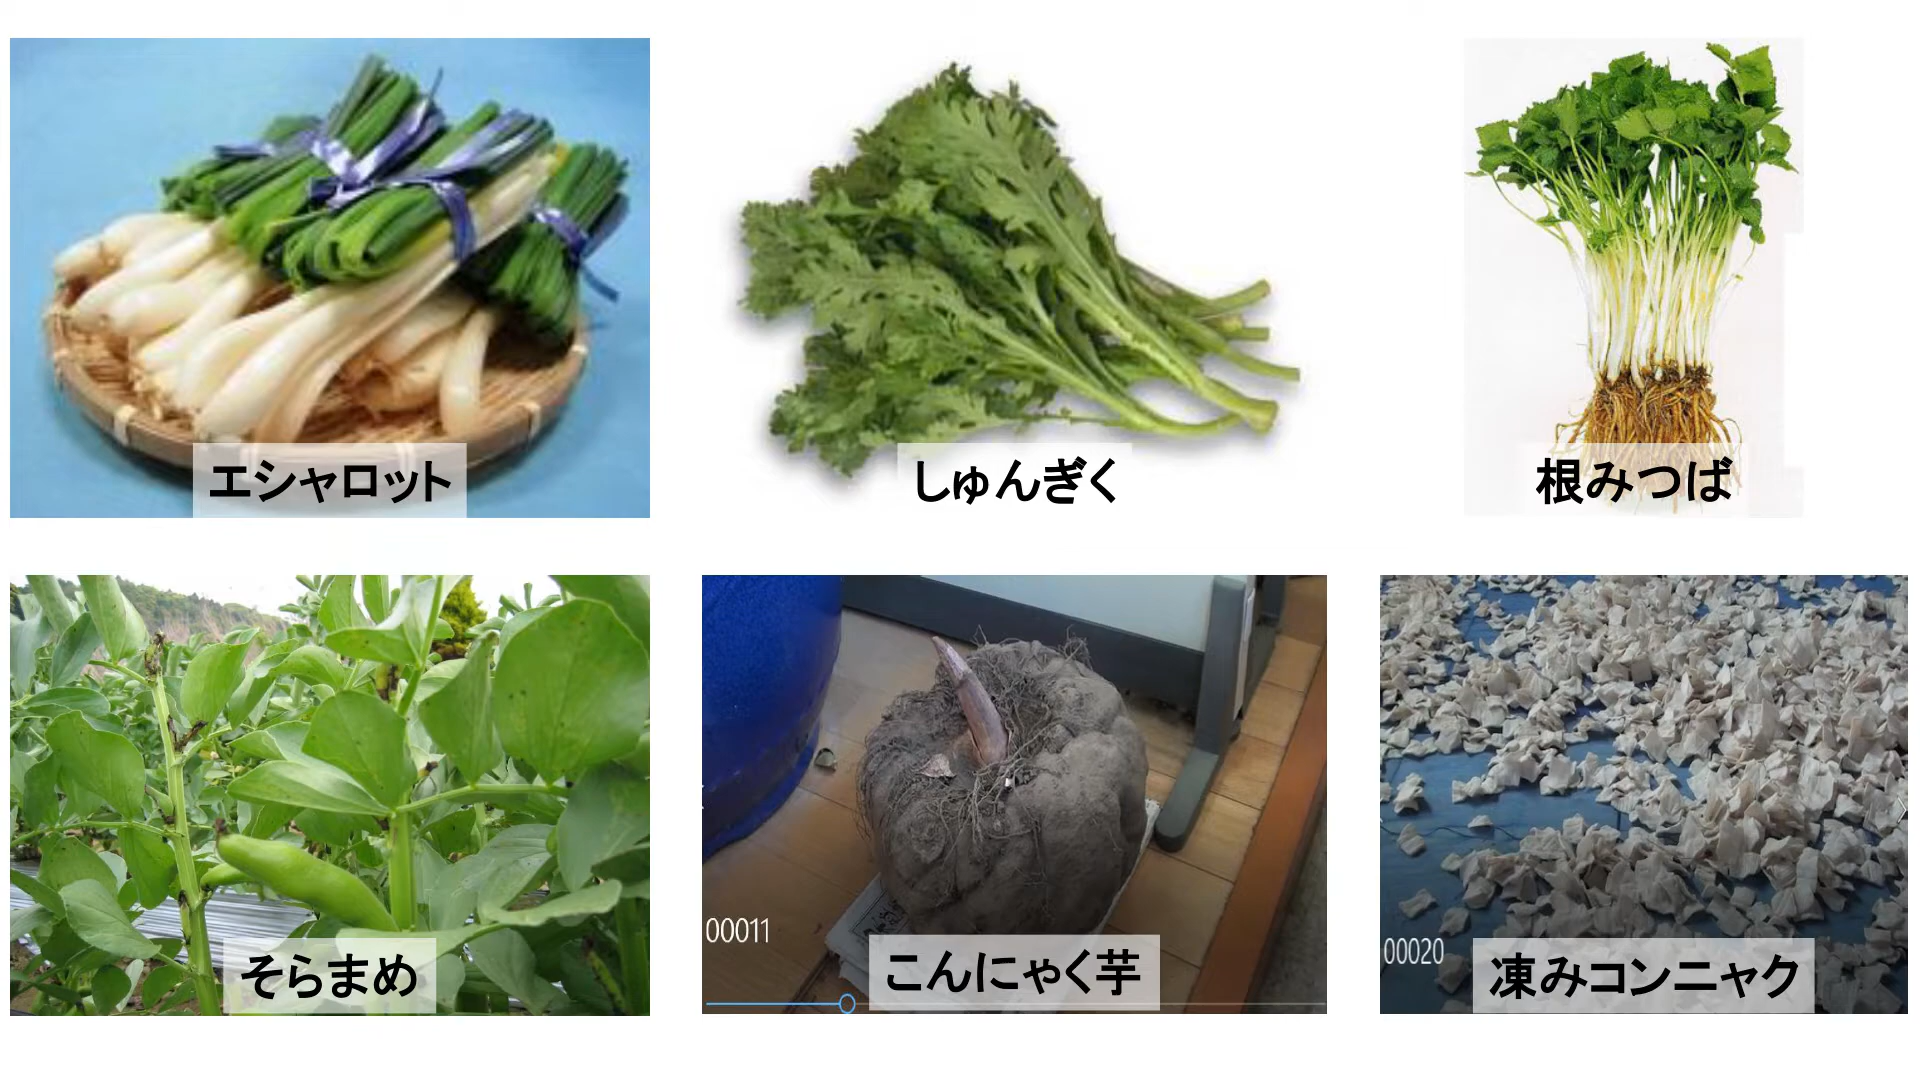 エシャロット
しゅんぎく
根みつば
そらまめ
00011
こんにゃく芋
00020
凍みコンニャク